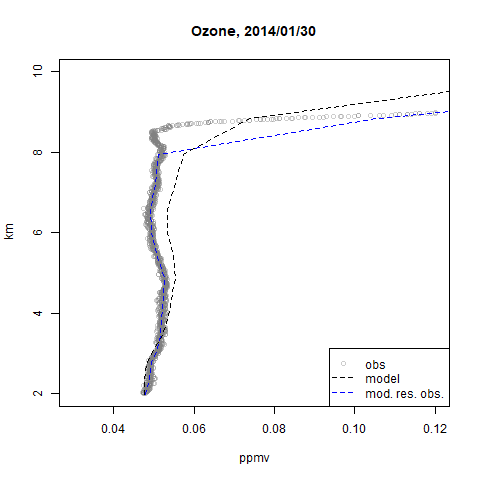 Ozone, 2014/01/30
km
10
8
6
4
2
obs
model
mod. res. obs.
0.04 0.06 0.08 0.10 0.12
ppmv